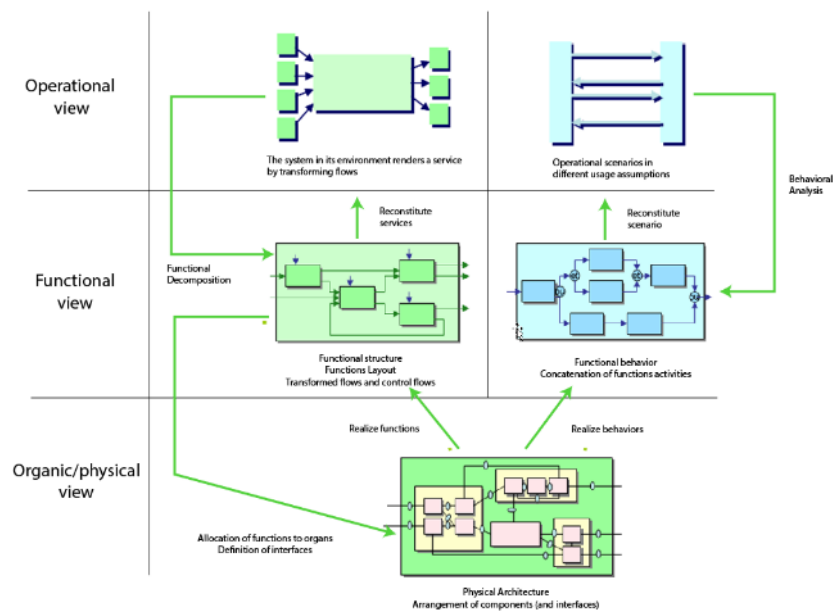 Operational
view
The system in its environment renders a service
by transforming flows
Operational scenarios in
different usage assumptions
Behavioral
Analysis
Reconstitute
services
Reconstitute
scenario
Functional
view
Functional
Decomposition
Functional structure
Functions Layout
Transformed flows and control flows
Functional behavior
Concatenation of functions activities
Realize functions
Realize behaviors
Organic/physical
view
Allocation of functions to organs
Definition of interfaces
Physical Architecture
Arrangement of components (and interfaces)